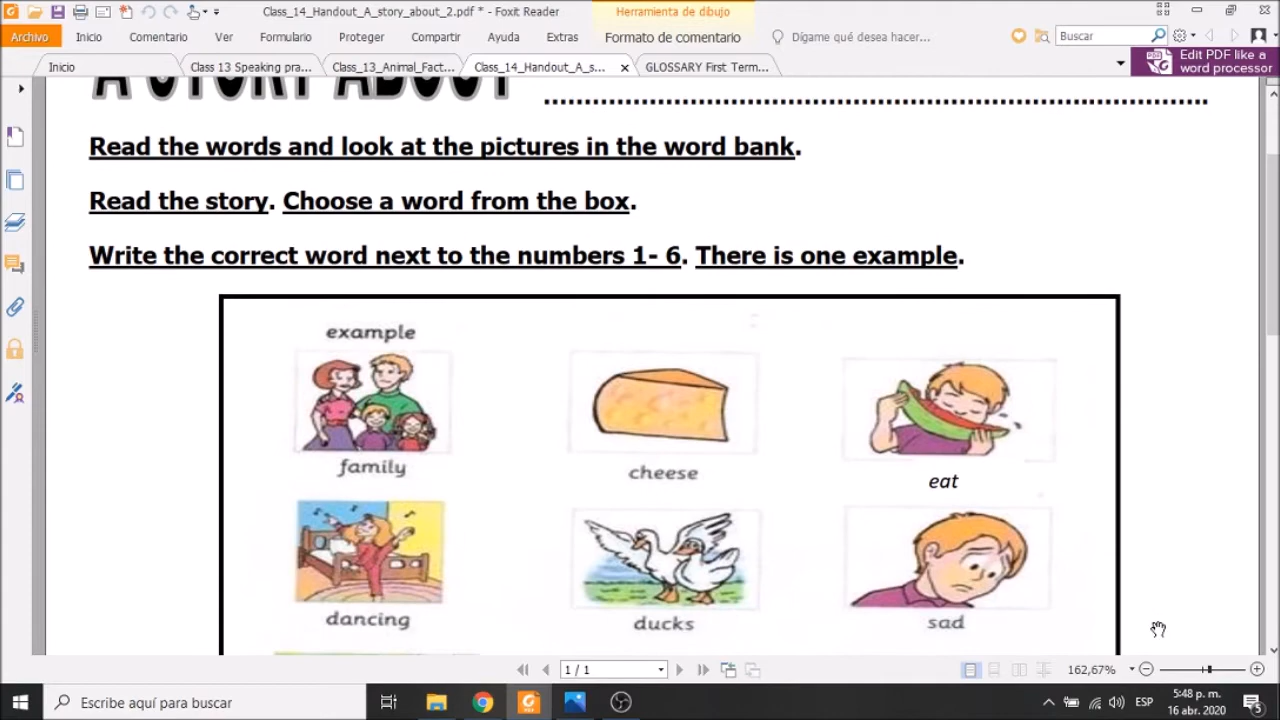 Class_14_Handout_A_story_about_2.pdf * - Foxit Reader
Herramienta de dibujo
Archivo Inicio Comentario Ver Formulario Proteger Compartir Ayuda Extras Formato de comentario Dígame qué desea hacer... Buscar
Inicio Class 13 Speaking pra... Class_13_Animal_Fact... Class_14_Handout_A_s... GLOSSARY First Term... Edit PDF like a
word processor
A STORY ABOUT ..........................................................................................
Read the words and look at the pictures in the word bank.
Read the story. Choose a word from the box.
Write the correct word next to the numbers 1- 6. There is one example.
example
family cheese eat
dancing ducks sad
1 / 1 162,67%
Escribe aquí para buscar
PDF
ESP
5:48 p. m.
16 abr. 2020
5